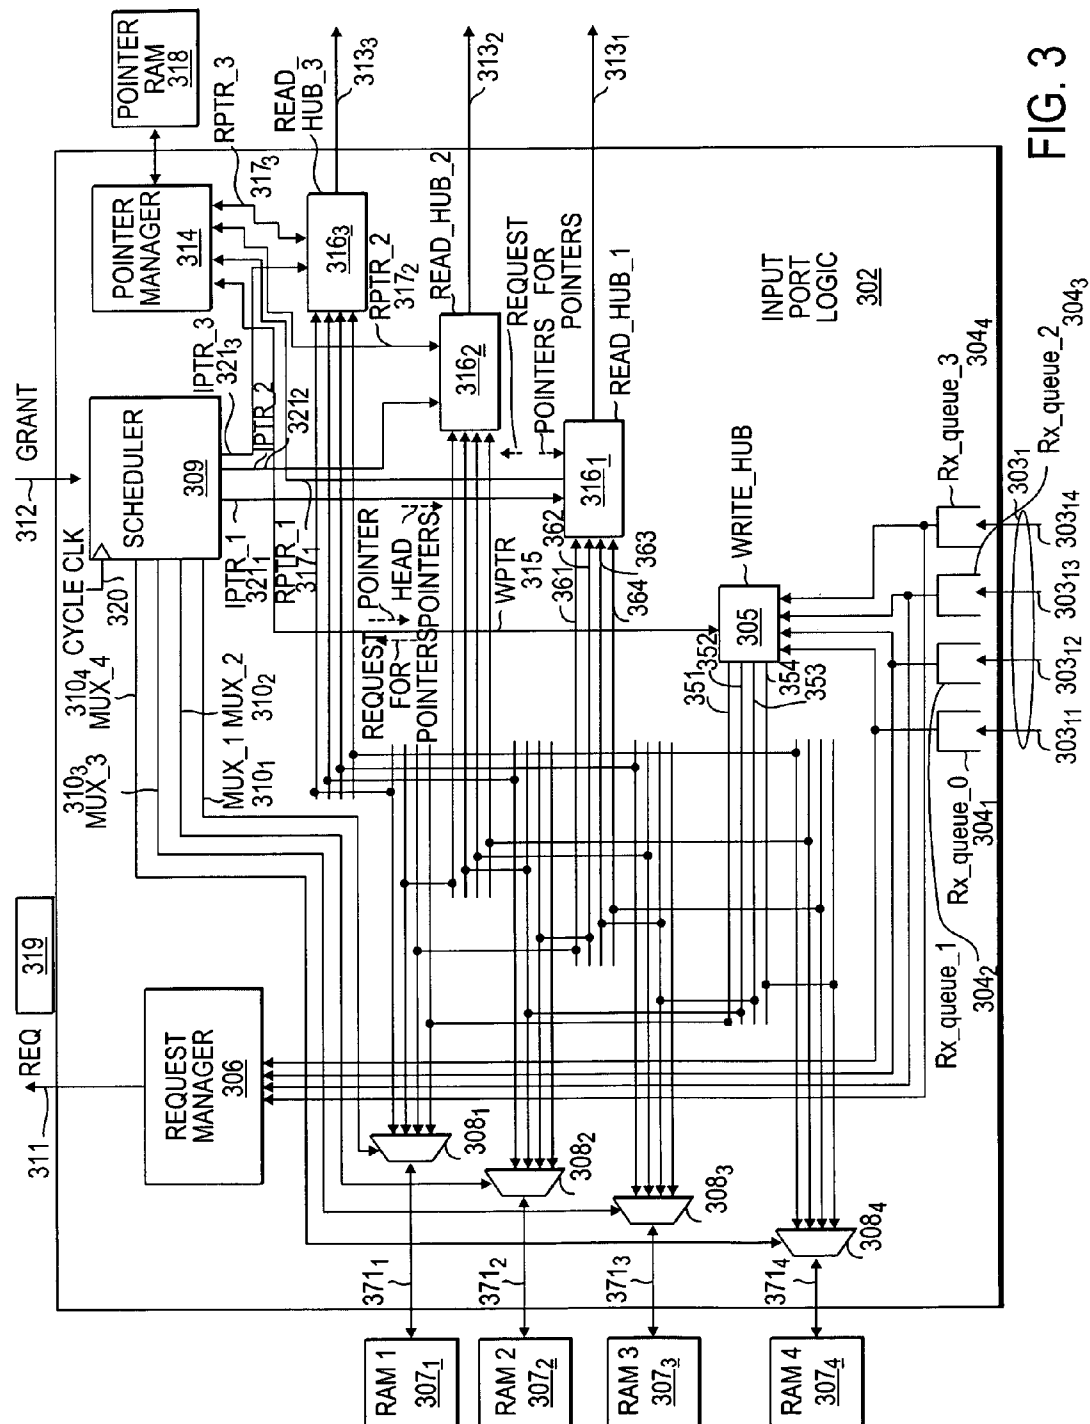 FIG. 3
311
REQ
319
312
GRANT
REQUEST
MANAGER
306
CYCLE CLK
320
SCHEDULER
309
POINTER
MANAGER
314
POINTER
RAM
318
3103
MUX_3
3104
MUX_4
MUX_1
3101
MUX_2
3102
IPTR_1
3211
RPTR_1
3171
IPTR_2
3212
IPTR_3
3213
RPTR_3
3173
READ_
HUB_3
3163
3133
RPTR_2
3172
READ_HUB_2
3162
3132
REQUEST
FOR
POINTERS
POINTER
HEAD
POINTERS
WPTR
315
REQUEST FOR
POINTERS
POINTERS
361
362
363
364
3161
READ_HUB_1
3131
351
352
353
354
305
WRITE_HUB
INPUT
PORT
LOGIC
302
RAM 1
3071
3711
3081
RAM 2
3072
3712
3082
RAM 3
3073
3713
3083
RAM 4
3074
3714
3084
Rx_queue_1
3042
Rx_queue_0
3041
Rx_queue_3
3044
Rx_queue_2
3043
30311
30312
30313
30314
3031